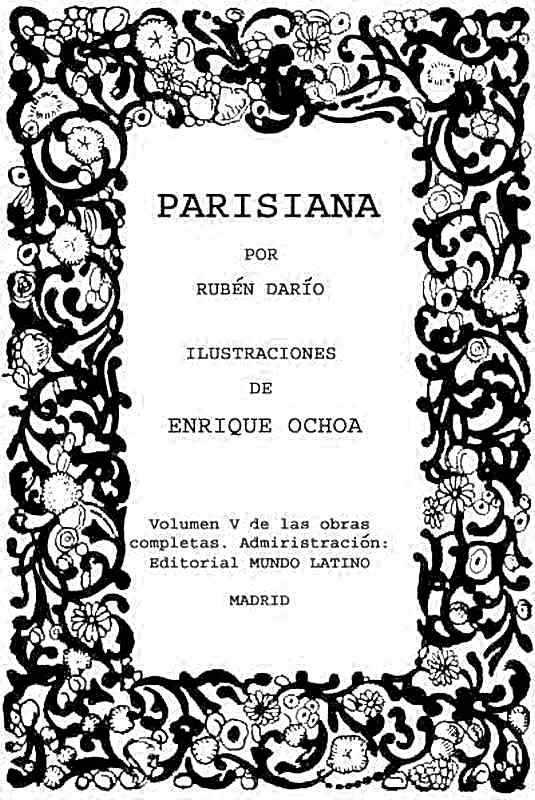 PARISIANA
POR
RUBÉN DARÍO
ILUSTRACIONES
DE
ENRIQUE OCHOA
Volumen V de las obras
completas. Admiristración:
Editorial MUNDO LATINO
MADRID